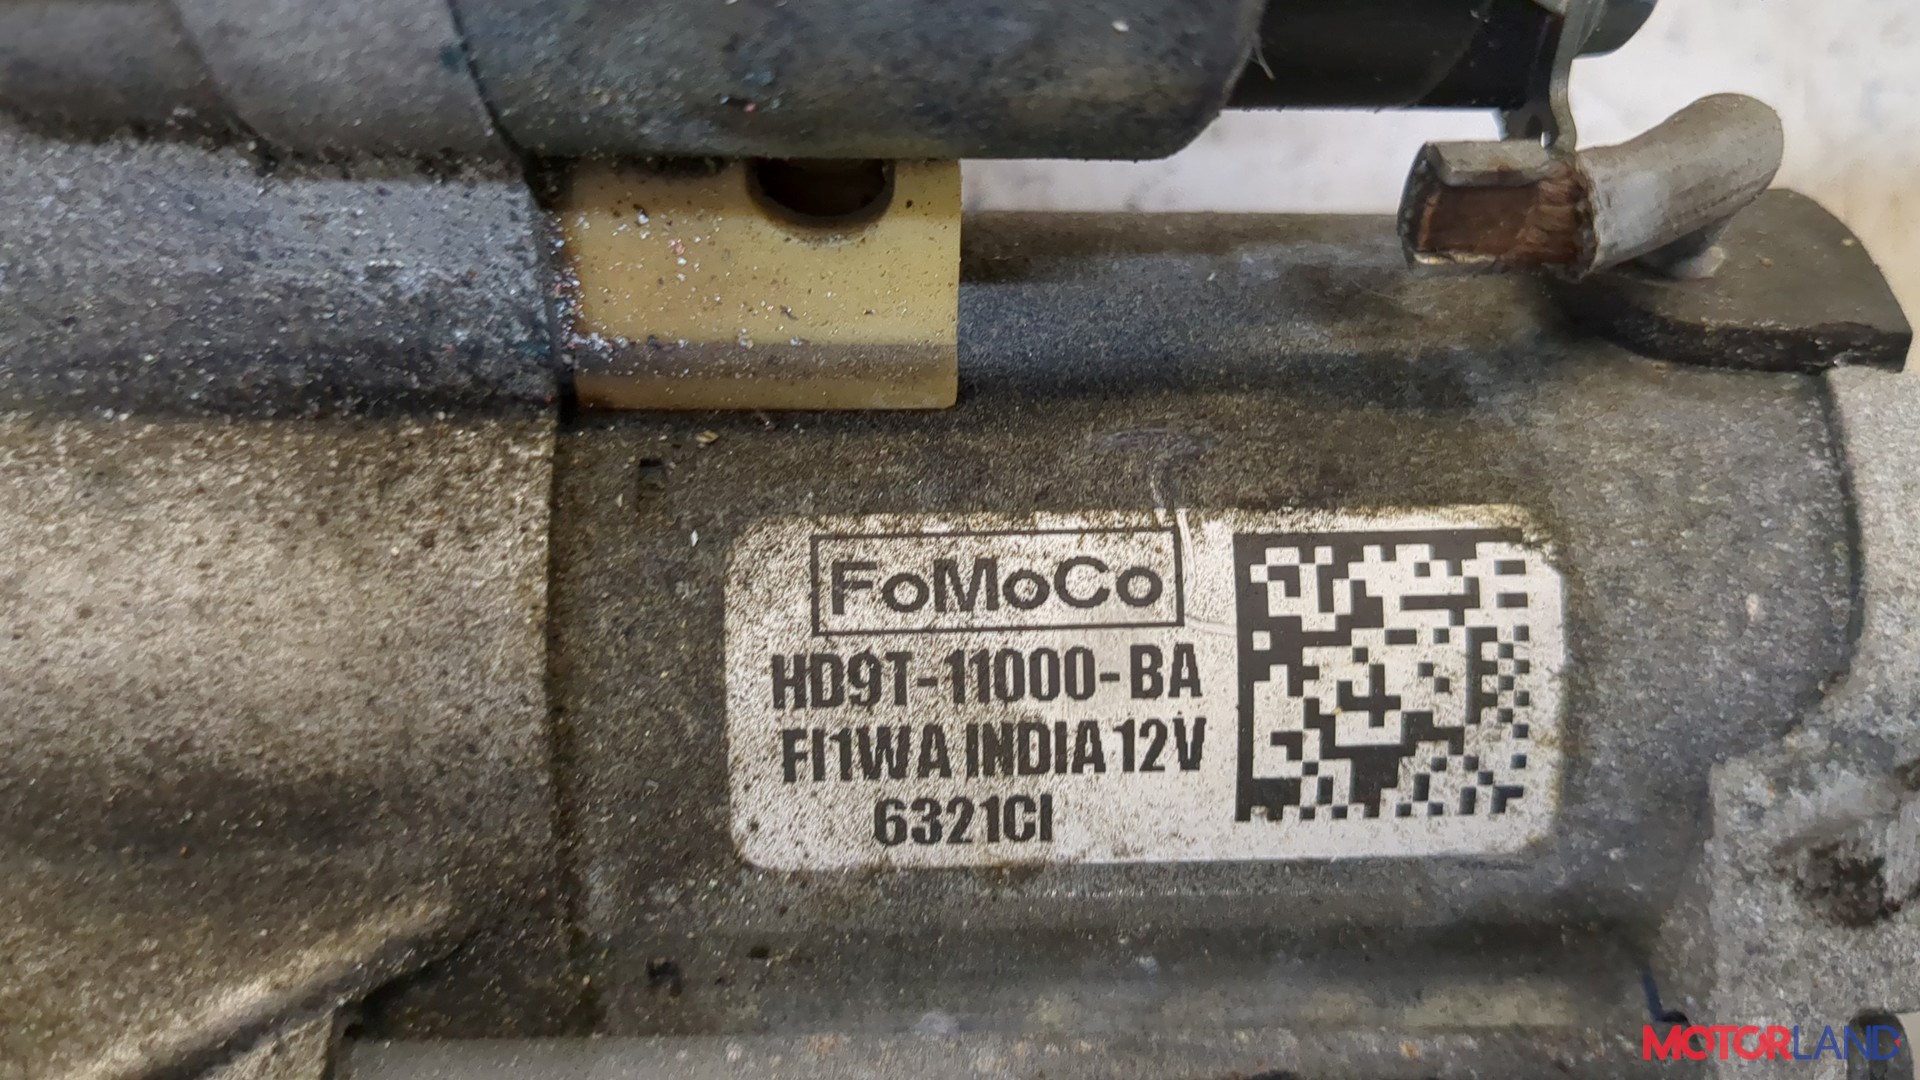 FoMoCo
HD9T-11000-BA
FI1WA INDIA 12V
6321CI
MOTORLAND